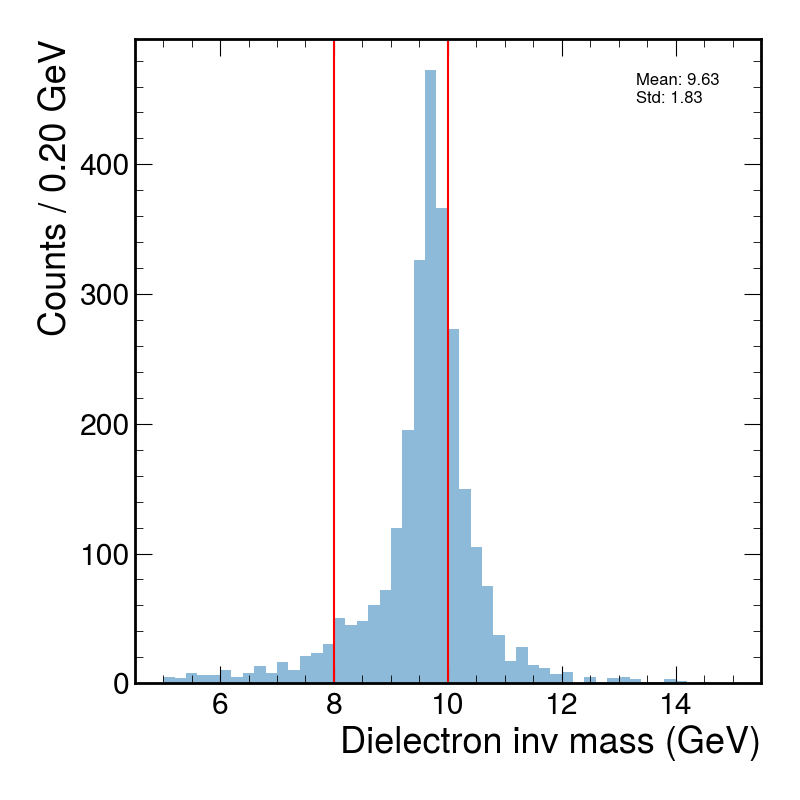 Counts / 0.20 GeV
Mean: 9.63
Std: 1.83
400
300
200
100
0
6 8 10 12 14
Dielectron inv mass (GeV)